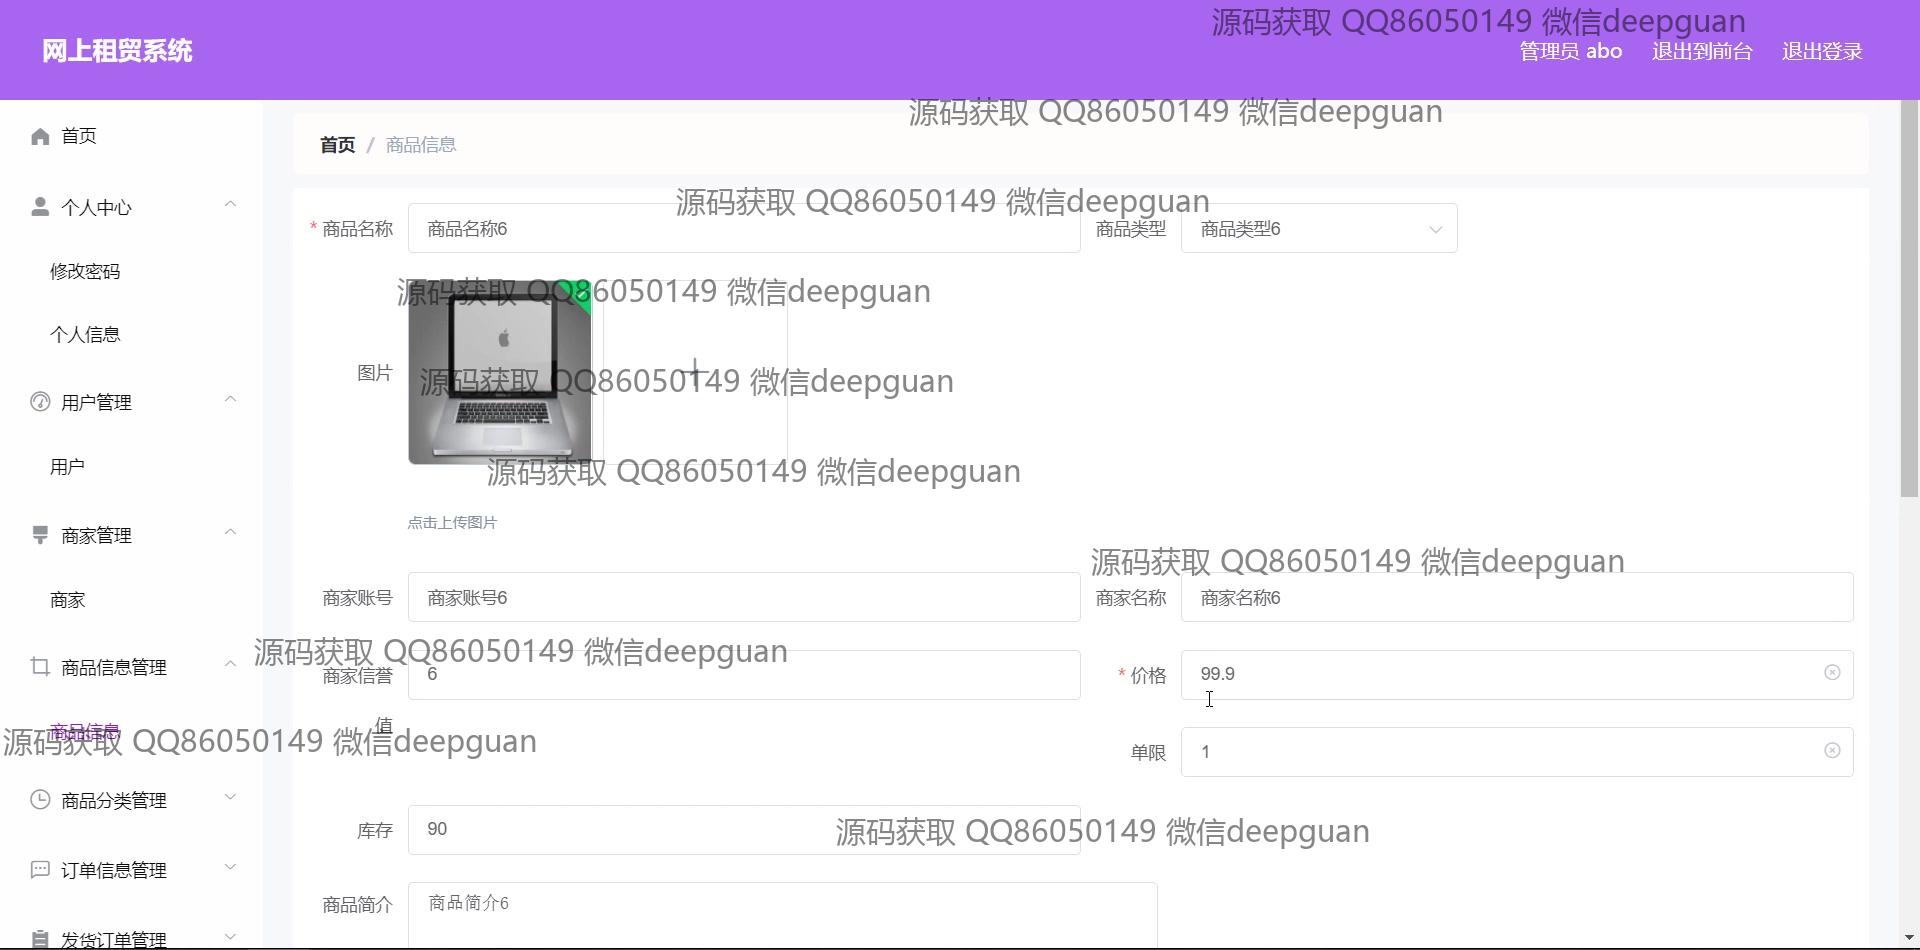 源码获取 QQ86050149 微信deepguan
网上租贸系统
管理员 abo 退出到前台 退出登录
源码获取 QQ86050149 微信deepguan
首页
首页 / 商品信息
源码获取 QQ86050149 微信deepguan
个人中心
* 商品名称 商品名称6 商品类型 商品类型6
修改密码
源码获取 QQ86050149 微信deepguan
个人信息
图片
源码获取 QQ86050149 微信deepguan
用户管理
用户
源码获取 QQ86050149 微信deepguan
点击上传图片
商家管理
源码获取 QQ86050149 微信deepguan
商家
商家账号 商家账号6 商家名称 商家名称6
源码获取 QQ86050149 微信deepguan
商品信息管理
商家信誉值 6 * 价格 99.9
商品信息
源码获取 QQ86050149 微信deepguan
单限 1
商品分类管理
库存 90
源码获取 QQ86050149 微信deepguan
订单信息管理
商品简介 商品简介6
发货订单管理